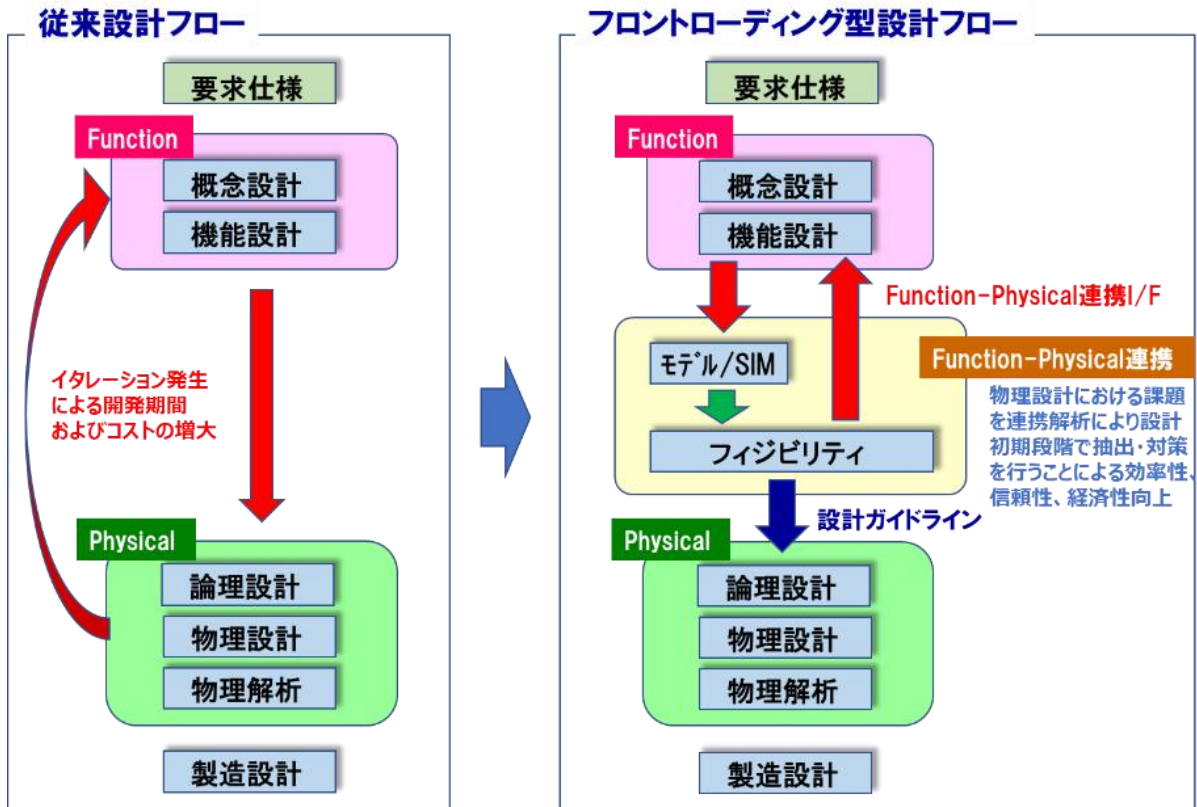 従来設計フロー
要求仕様
Function
概念設計
機能設計
イタレーション発生
による開発期間
およびコストの増大
Physical
論理設計
物理設計
物理解析
製造設計
フロントローディング型設計フロー
要求仕様
Function
概念設計
機能設計
Function-Physical連携I/F
モデル/SIM
フィジビリティ
Function-Physical連携
物理設計における課題
を連携解析により設計
初期段階で抽出・対策
を行うことによる効率性、
信頼性、経済性向上
設計ガイドライン
Physical
論理設計
物理設計
物理解析
製造設計